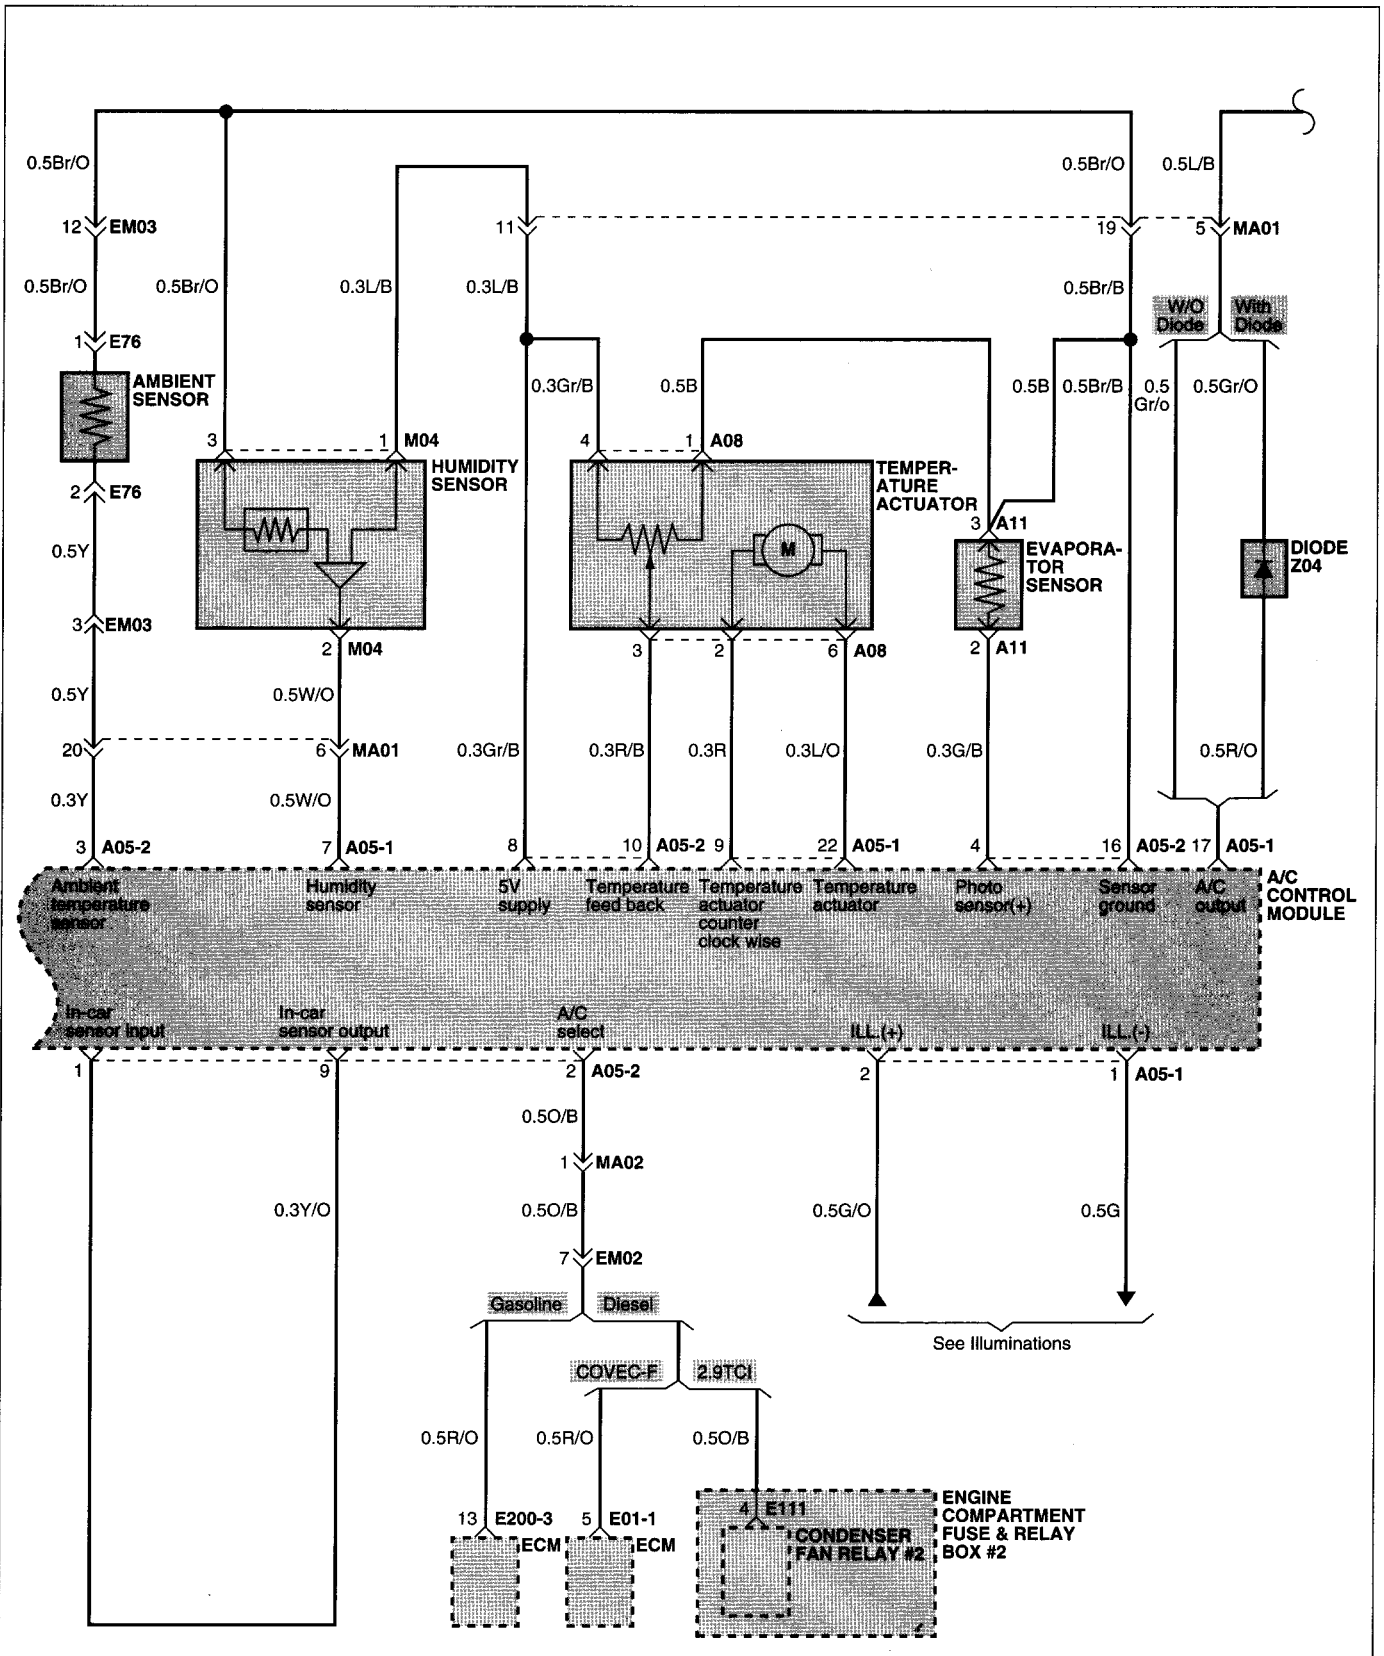 0.5Br/O
0.5Br/O
0.5L/B
12 EM03
11
19
5 MA01
0.5Br/O
0.5Br/O
0.3L/B
0.3L/B
0.5Br/B
W/O
Diode
With
Diode
1 E76
AMBIENT
SENSOR
0.3Gr/B
0.5B
0.5B
0.5Br/B
0.5
Gr/o
0.5Gr/O
3
1 M04
4
1 A08
HUMIDITY
SENSOR
TEMPER-
ATURE
ACTUATOR
2 E76
3 A11
0.5Y
M
EVAPORA-
TOR
SENSOR
DIODE
Z04
3 EM03
2 M04
3
2
6 A08
2 A11
0.5Y
0.5W/O
20
6 MA01
0.3Gr/B
0.3R/B
0.3R
0.3L/O
0.3G/B
0.5R/O
0.3Y
0.5W/O
3 A05-2
7 A05-1
8
10 A05-2
9
22 A05-1
4
16 A05-2
17 A05-1
Ambient
temperature
sensor
Humidity
sensor
5V
supply
Temperature
feed back
Temperature
actuator
counter
clock wise
Temperature
actuator
Photo
sensor(+)
Sensor
ground
A/C
output
A/C
CONTROL
MODULE
In-car
sensor input
In-car
sensor output
A/C
select
ILL.(+)
ILL.(-)
1
9
2 A05-2
2
1 A05-1
0.5O/B
1 MA02
0.3Y/O
0.5O/B
0.5G/O
0.5G
7 EM02
Gasoline
Diesel
See Illuminations
COVEC-F
2.9TCI
0.5R/O
0.5R/O
0.5O/B
13 E200-3
ECM
5 E01-1
ECM
4 E111
CONDENSER
FAN RELAY #2
ENGINE
COMPARTMENT
FUSE & RELAY
BOX #2